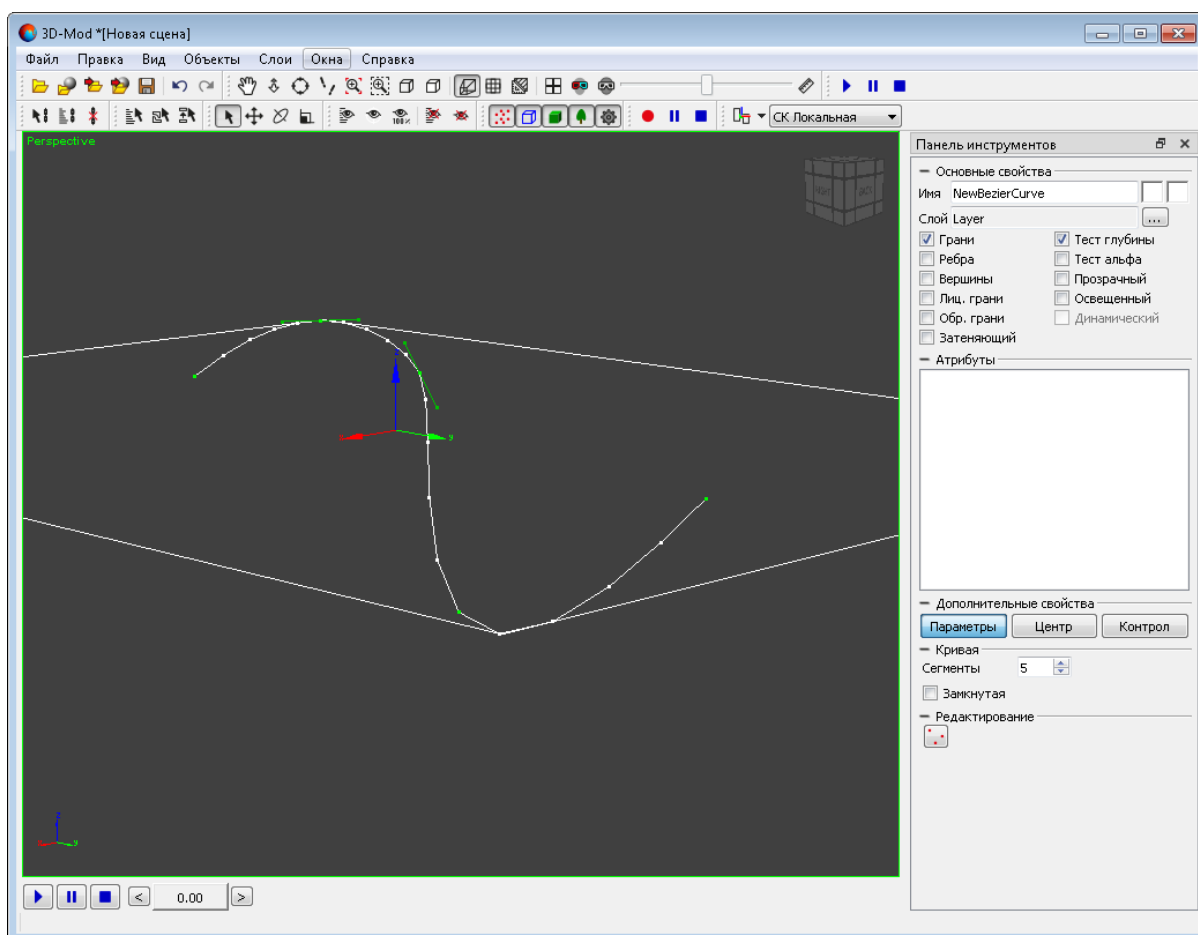 3D-Mod *[Новая сцена]
Файл Правка Вид Объекты Слои Окна Справка
100%
СК Локальная
Perspective
Панель инструментов
Основные свойства
Имя NewBezierCurve
Слой Layer ...
Грани Тест глубины
Ребра Тест альфа
Вершины Прозрачный
Лиц. грани Освещенный
Обр. грани Динамический
Затеняющий
Атрибуты
z
x y
Дополнительные свойства
Параметры Центр Контрол
Кривая
Сегменты 5
Замкнутая
Редактирование
z
x y
< 0.00 >